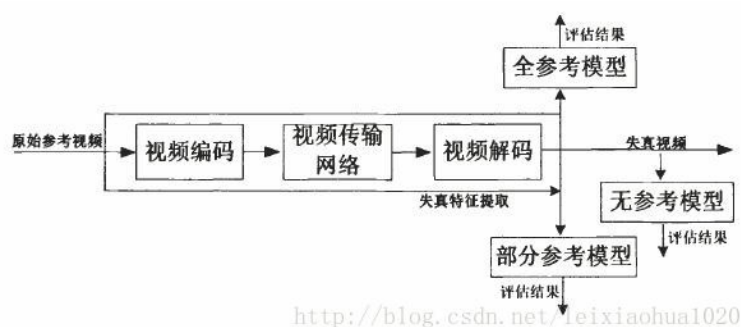 评估结果
全参考模型
原始参考视频
视频编码
视频传输
网络
视频解码
失真视频
失真特征提取
无参考模型
评估结果
部分参考模型
评估结果
http://blog.csdn.net/leixiaohua1020